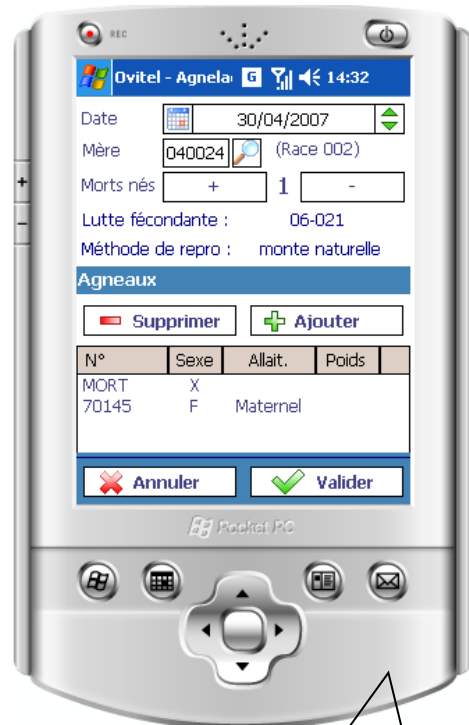 REC
Ovitel - Agnela G 14:32
Date 30/04/2007
Mère 040024 (Race 002)
Morts nés + 1 -
Lutte fécondante : 06-021
Méthode de repro : monte naturelle
Agneaux
Supprimer Ajouter
N° Sexe Allait. Poids
MORT X
70145 F Maternel
Annuler Valider
Pocket PC